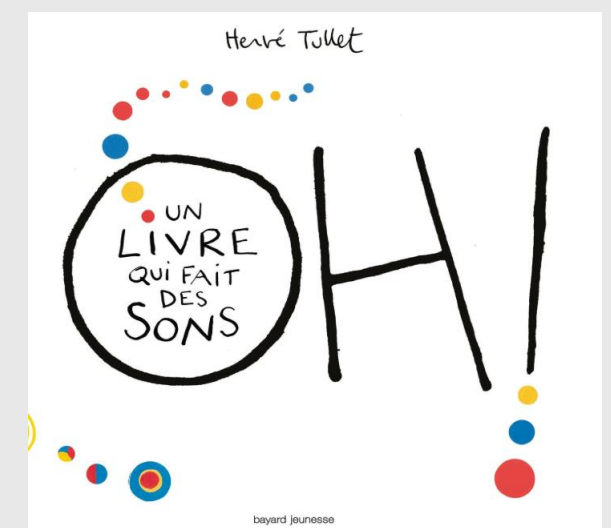 Hervé Tullet
OH!
UN
LIVRE
QUi FAiT
DES
SONS
bayard jeunesse